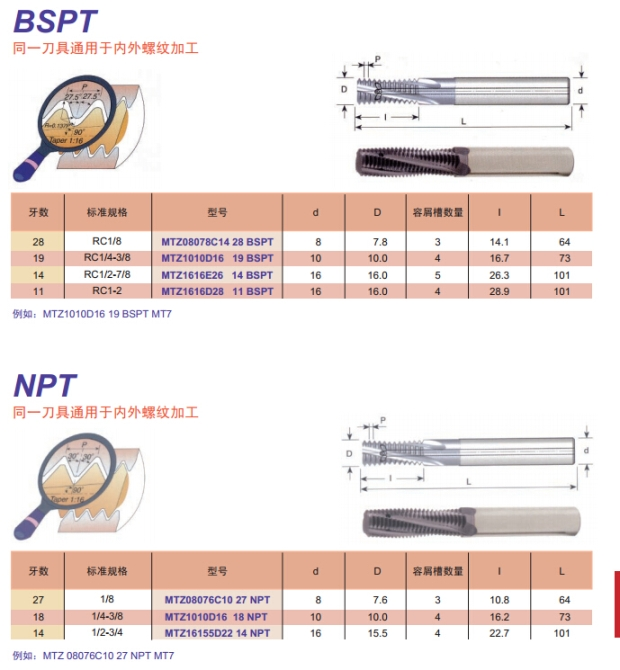 BSPT
同一刀具通用于内外螺纹加工
P
27.5° 27.5°
90°
Taper 1:16
P
D
d
l
L
牙数 标准规格 型号 d D 容屑槽数量 l L
28 RC1/8 MTZ08078C14 28 BSPT 8 7.8 3 14.1 64
19 RC1/4-3/8 MTZ1010D16 19 BSPT 10 10.0 4 16.7 73
14 RC1/2-7/8 MTZ1616E26 14 BSPT 16 16.0 5 26.3 101
11 RC1-2 MTZ1616D28 11 BSPT 16 16.0 4 28.9 101
例如：MTZ1010D16 19 BSPT MT7
NPT
同一刀具通用于内外螺纹加工
P
30° 30°
90°
Taper 1:16
P
D
d
l
L
牙数 标准规格 型号 d D 容屑槽数量 l L
27 1/8 MTZ08076C10 27 NPT 8 7.6 3 10.8 64
18 1/4-3/8 MTZ1010D16 18 NPT 10 10.0 4 16.2 73
14 1/2-3/4 MTZ16155D22 14 NPT 16 15.5 4 22.7 101
例如：MTZ 08076C10 27 NPT MT7